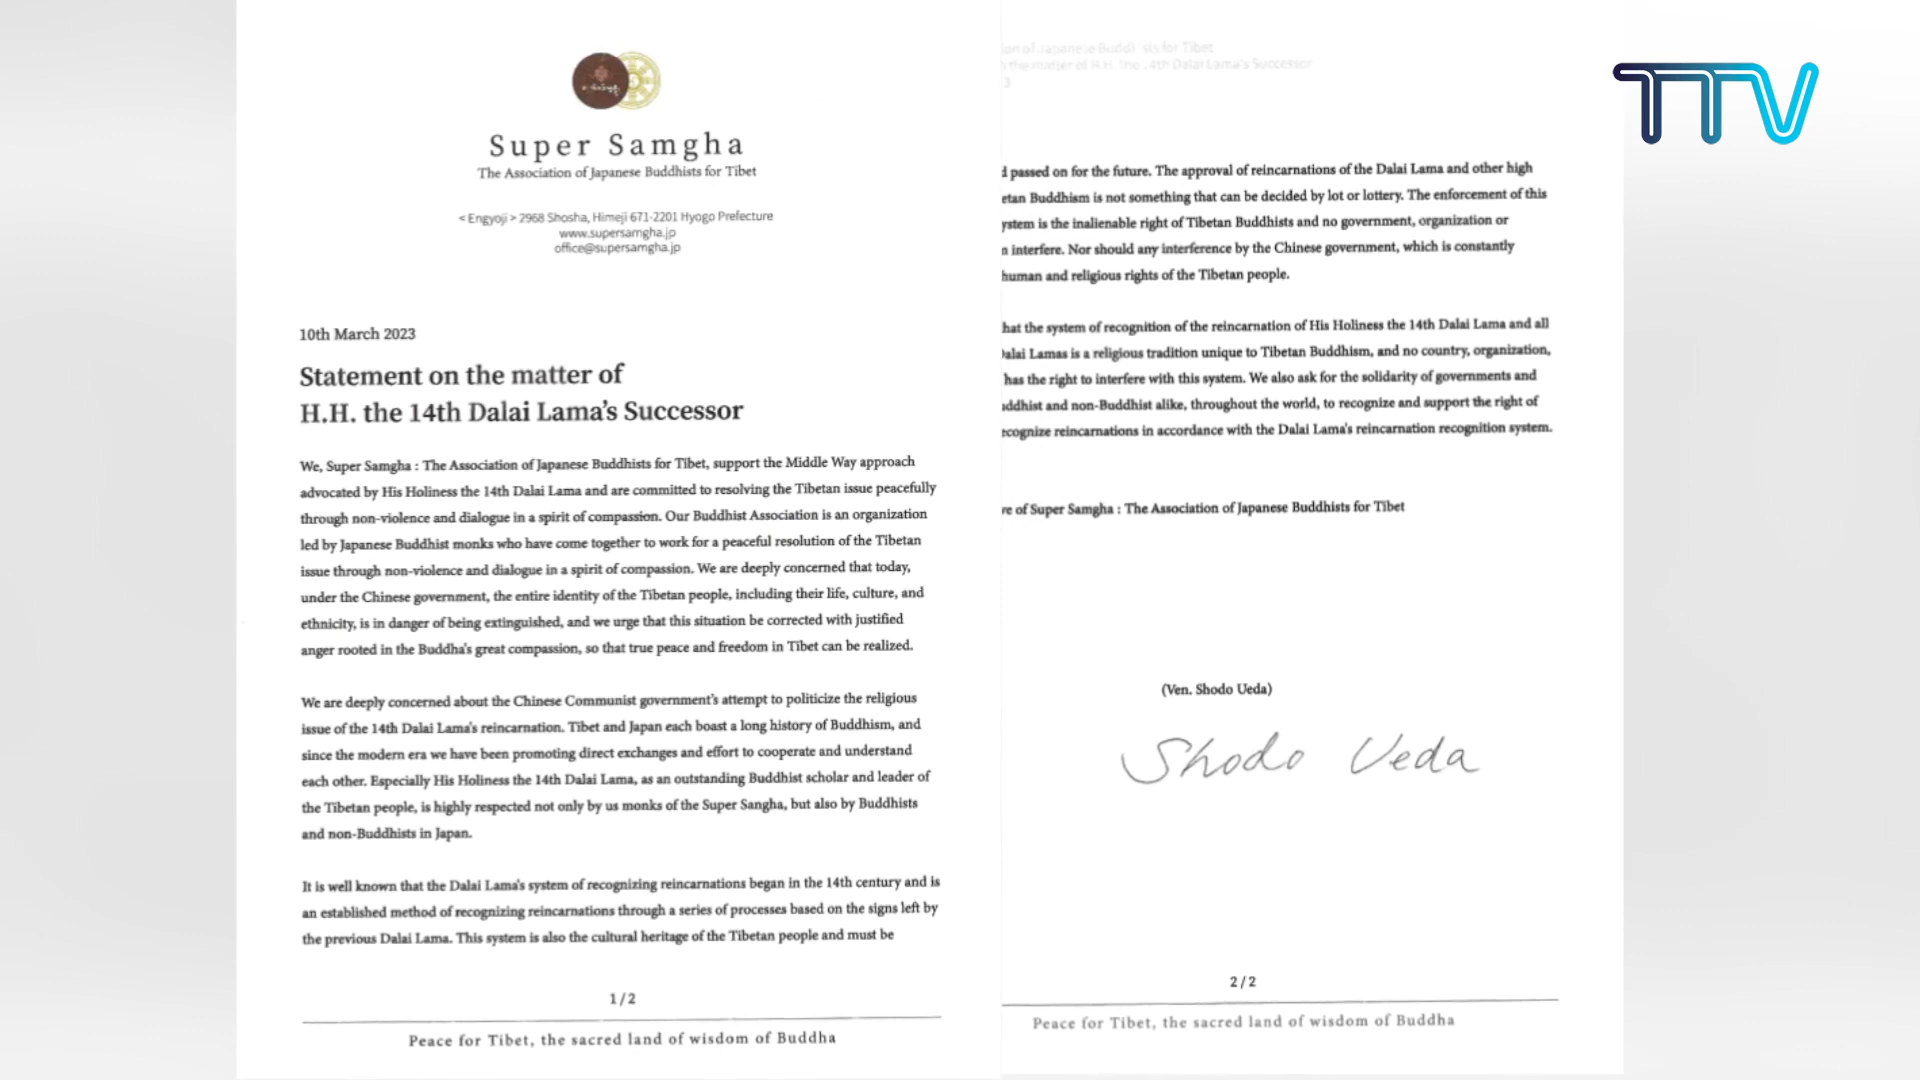 Super Samgha
The Association of Japanese Buddhists for Tibet
< Engyoji > 2968 Shosha, Himeji 671-2201 Hyogo Prefecture
www.supersamgha.jp
office@supersamgha.jp
10th March 2023
Statement on the matter of
H.H. the 14th Dalai Lama's Successor
We, Super Samgha : The Association of Japanese Buddhists for Tibet, support the Middle Way approach
advocated by His Holiness the 14th Dalai Lama and are committed to resolving the Tibetan issue peacefully
through non-violence and dialogue in a spirit of compassion. Our Buddhist Association is an organization
led by Japanese Buddhist monks who have come together to work for a peaceful resolution of the Tibetan
issue through non-violence and dialogue in a spirit of compassion. We are deeply concerned that today,
under the Chinese government, the entire identity of the Tibetan people, including their life, culture, and
ethnicity, is in danger of being extinguished, and we urge that this situation be corrected with justified
anger rooted in the Buddha's great compassion, so that true peace and freedom in Tibet can be realized.
We are deeply concerned about the Chinese Communist government's attempt to politicize the religious
issue of the 14th Dalai Lama's reincarnation. Tibet and Japan each boast a long history of Buddhism, and
since the modern era we have been promoting direct exchanges and effort to cooperate and understand
each other. Especially His Holiness the 14th Dalai Lama, as an outstanding Buddhist scholar and leader of
the Tibetan people, is highly respected not only by us monks of the Super Sangha, but also by Buddhists
and non-Buddhists in Japan.
It is well known that the Dalai Lama's system of recognizing reincarnations began in the 14th century and is
an established method of recognizing reincarnations through a series of processes based on the signs left by
the previous Dalai Lama. This system is also the cultural heritage of the Tibetan people and must be
1 / 2
Peace for Tibet, the sacred land of wisdom of Buddha
on of Japanese Buddhists for Tibet
the matter of H.H. the 14th Dalai Lama's Successor
3
d passed on for the future. The approval of reincarnations of the Dalai Lama and other high
etan Buddhism is not something that can be decided by lot or lottery. The enforcement of this
ystem is the inalienable right of Tibetan Buddhists and no government, organization or
n interfere. Nor should any interference by the Chinese government, which is constantly
human and religious rights of the Tibetan people.
hat the system of recognition of the reincarnation of His Holiness the 14th Dalai Lama and all
Dalai Lamas is a religious tradition unique to Tibetan Buddhism, and no country, organization,
has the right to interfere with this system. We also ask for the solidarity of governments and
uddhist and non-Buddhist alike, throughout the world, to recognize and support the right of
ecognize reincarnations in accordance with the Dalai Lama's reincarnation recognition system.
ve of Super Samgha : The Association of Japanese Buddhists for Tibet
(Ven. Shodo Ueda)
Shodo Ueda
2 / 2
Peace for Tibet, the sacred land of wisdom of Buddha
TTV